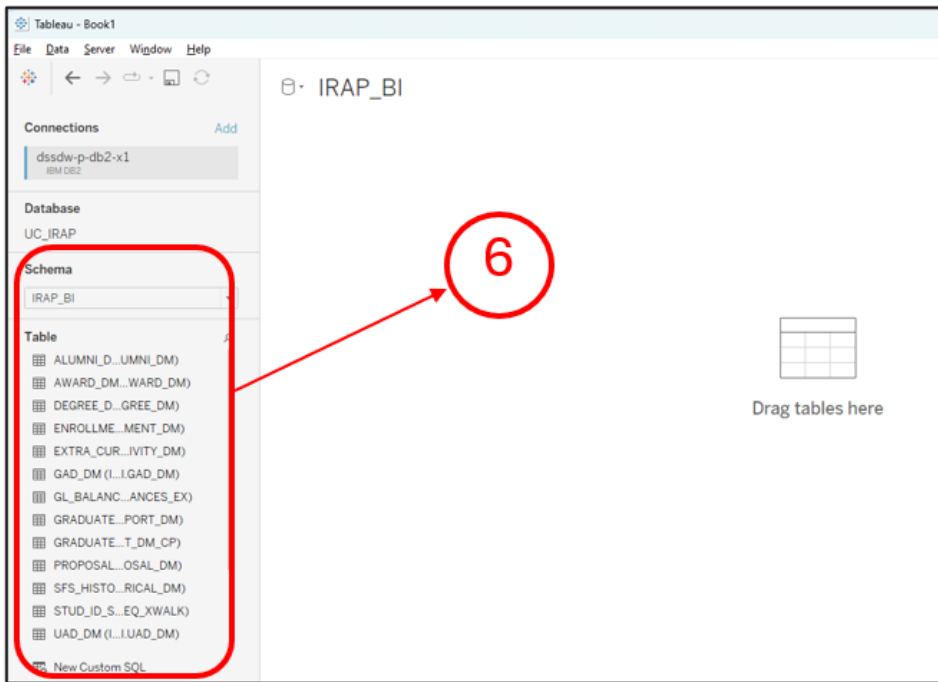 Tableau - Book1
File Data Server Window Help
IRAP_BI
Connections Add
dssdw-p-db2-x1
IBM DB2
Database
UC_IRAP
Schema
IRAP_BI
Table
ALUMNI_D...UMNI_DM)
AWARD_DM...WARD_DM)
DEGREE_D...GREE_DM)
ENROLLME...MENT_DM)
EXTRA_CUR...IVITY_DM)
GAD_DM (I...I.GAD_DM)
GL_BALANC...ANCES_EX)
GRADUATE...PORT_DM)
GRADUATE...T_DM_CP)
PROPOSAL...OSAL_DM)
SFS_HISTO...RICAL_DM)
STUD_ID_S...EQ_XWALK)
UAD_DM (I...I.UAD_DM)
New Custom SQL
6
Drag tables here